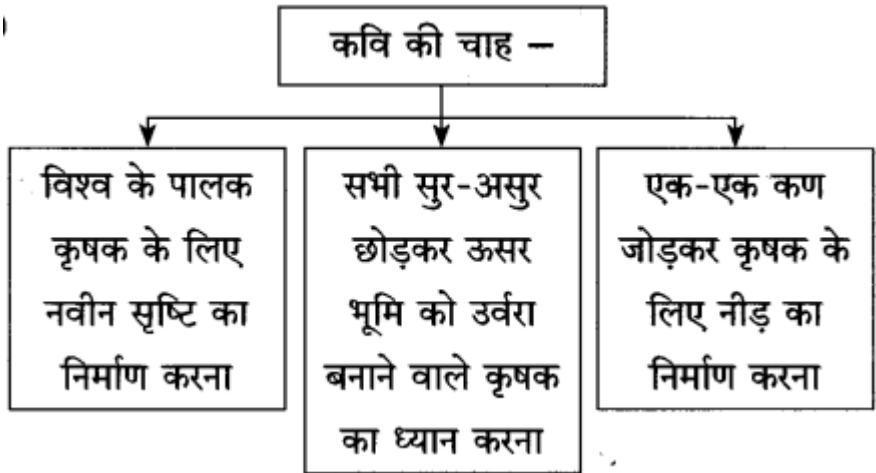 कवि की चाह –
विश्व के पालक
कृषक के लिए
नवीन सृष्टि का
निर्माण करना
सभी सुर-असुर
छोड़कर ऊसर
भूमि को उर्वरा
बनाने वाले कृषक
का ध्यान करना
एक-एक कण
जोड़कर कृषक के
लिए नीड़ का
निर्माण करना